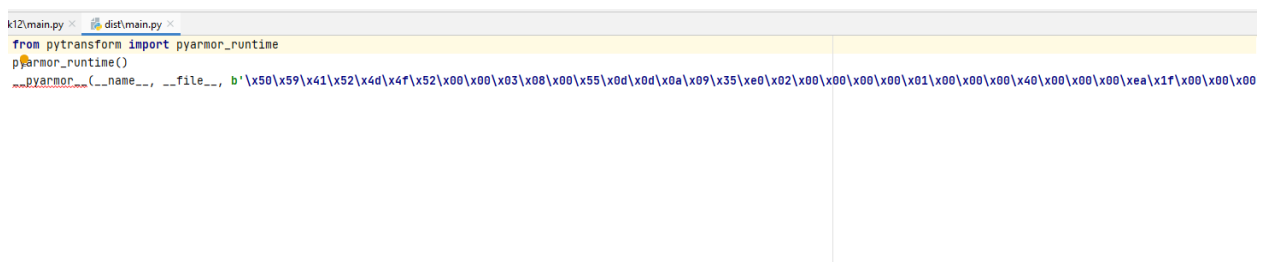 k12\main.py × dist\main.py ×
from pytransform import pyarmor_runtime
pyarmor_runtime()
__pyarmor__(__name__, __file__, b'\x50\x59\x41\x52\x4d\x4f\x52\x00\x00\x03\x08\x00\x55\x0d\x0d\x0a\x09\x35\xe0\x02\x00\x00\x00\x00\x01\x00\x00\x00\x40\x00\x00\x00\xea\x1f\x00\x00\x00